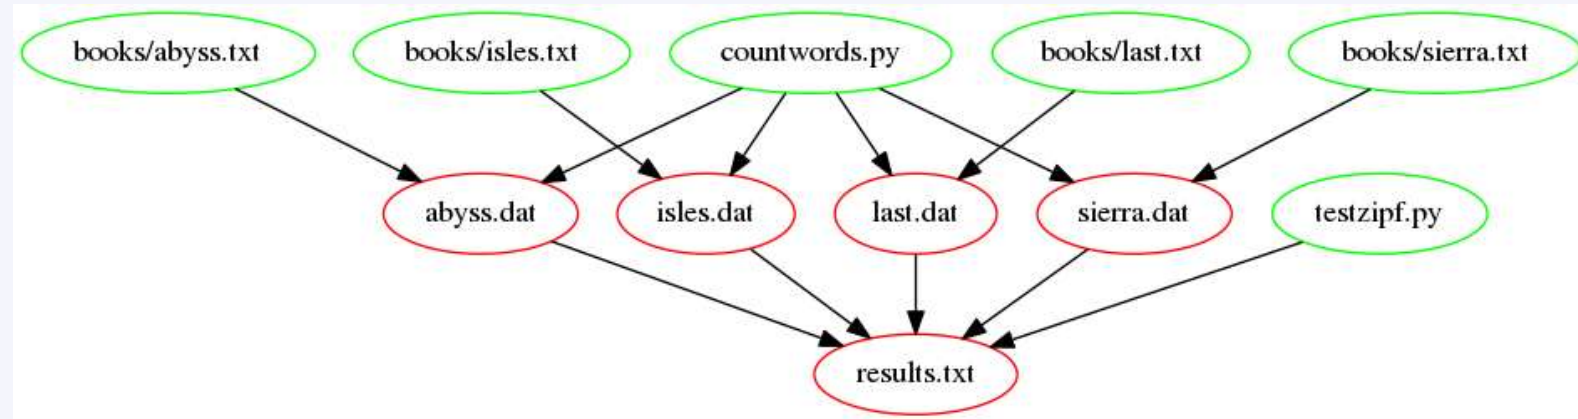 books/abyss.txt
books/isles.txt
countwords.py
books/last.txt
books/sierra.txt
abyss.dat
isles.dat
last.dat
sierra.dat
testzipf.py
results.txt